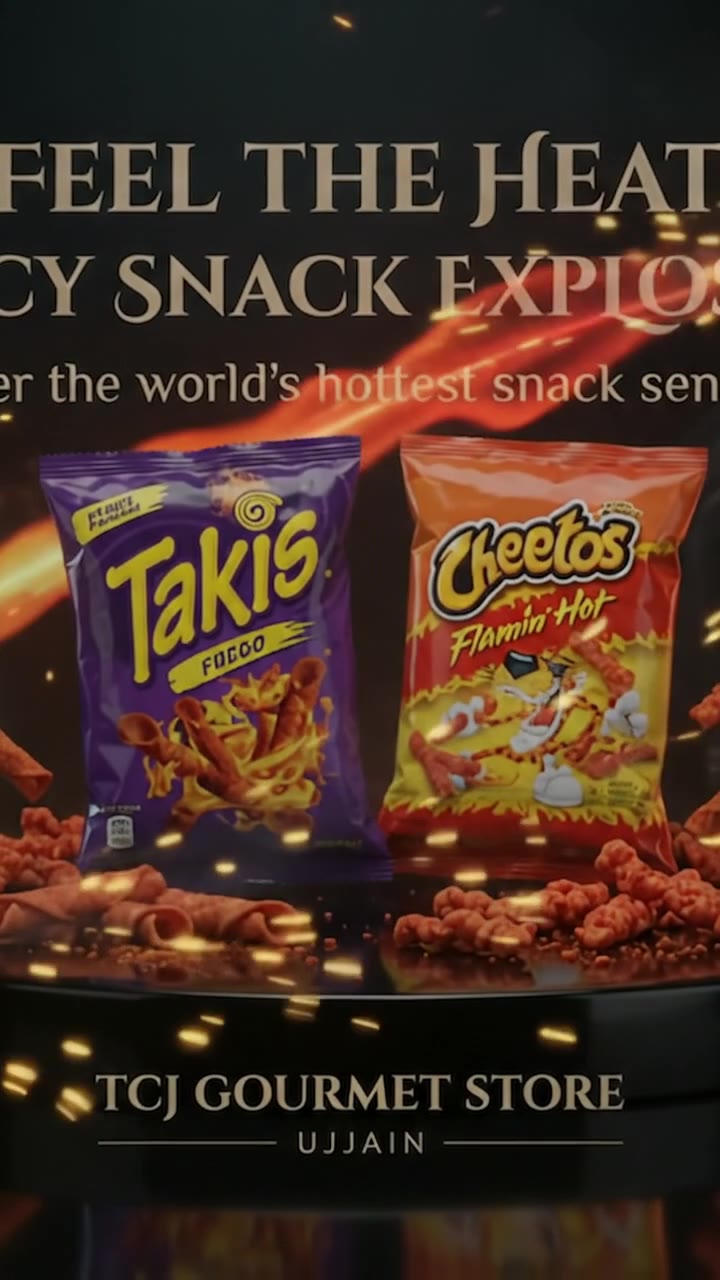 FEEL THE HEAT
CY SNACK EXPLOS
er the world's hottest snack sen
Takis
FUEGO
Cheetos
Flamin' Hot
TCJ GOURMET STORE
UJJAIN